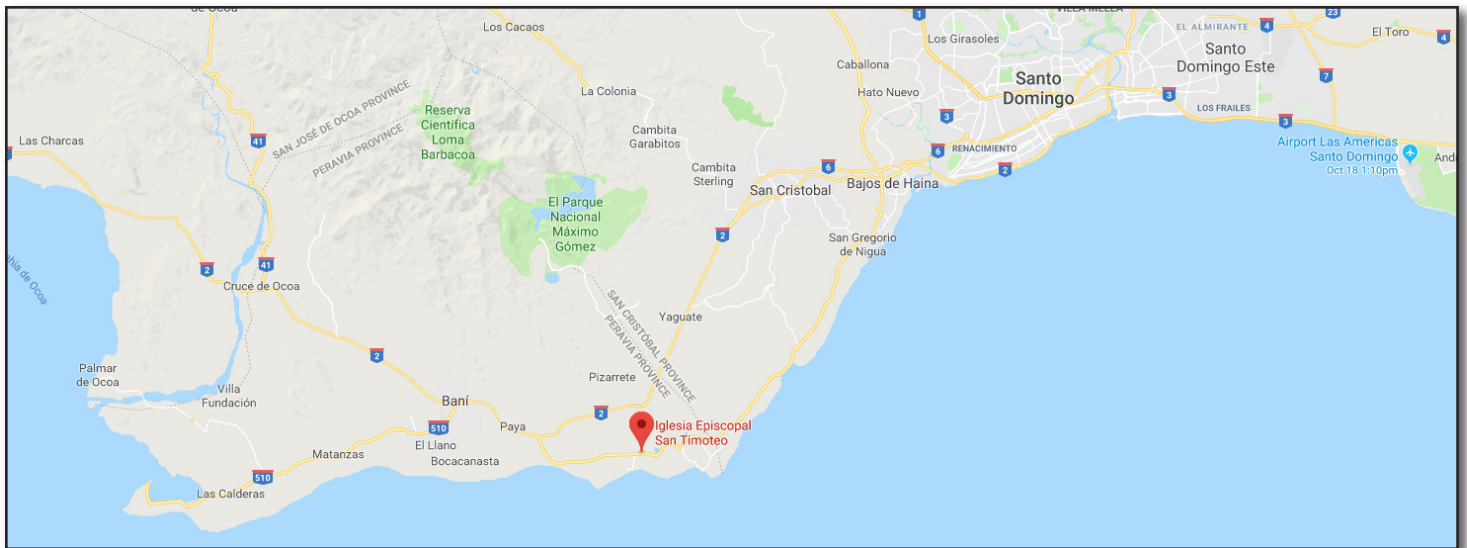 de Ocoa
Los Cacaos
1
VILLA MELLA
Los Girasoles
EL ALMIRANTE
4
23
El Toro
4
Santo
Domingo Este
Caballona
La Colonia
Hato Nuevo
Santo
Domingo
7
3
LOS FRAILES
3
3
Reserva
Científica
Loma
Barbacoa
Cambita
Garabitos
Las Charcas
41
SAN JOSÉ DE OCOA PROVINCE
PERAVIA PROVINCE
RENACIMIENTO
6
2
Airport Las Americas
Santo Domingo
Oct 18 1:10pm
Cambita
Sterling
6
San Cristobal
Bajos de Haina
El Parque
Nacional
Máximo
Gómez
2
San Gregorio
de Nigua
2
41
Cruce de Ocoa
SAN CRISTÓBAL PROVINCE
PERAVIA PROVINCE
Yaguate
2
Palmar
de Ocoa
Villa
Fundación
Pizarrete
Baní
2
510
Paya
Iglesia Episcopal
San Timoteo
El Llano
Bocacanasta
Matanzas
510
Las Calderas